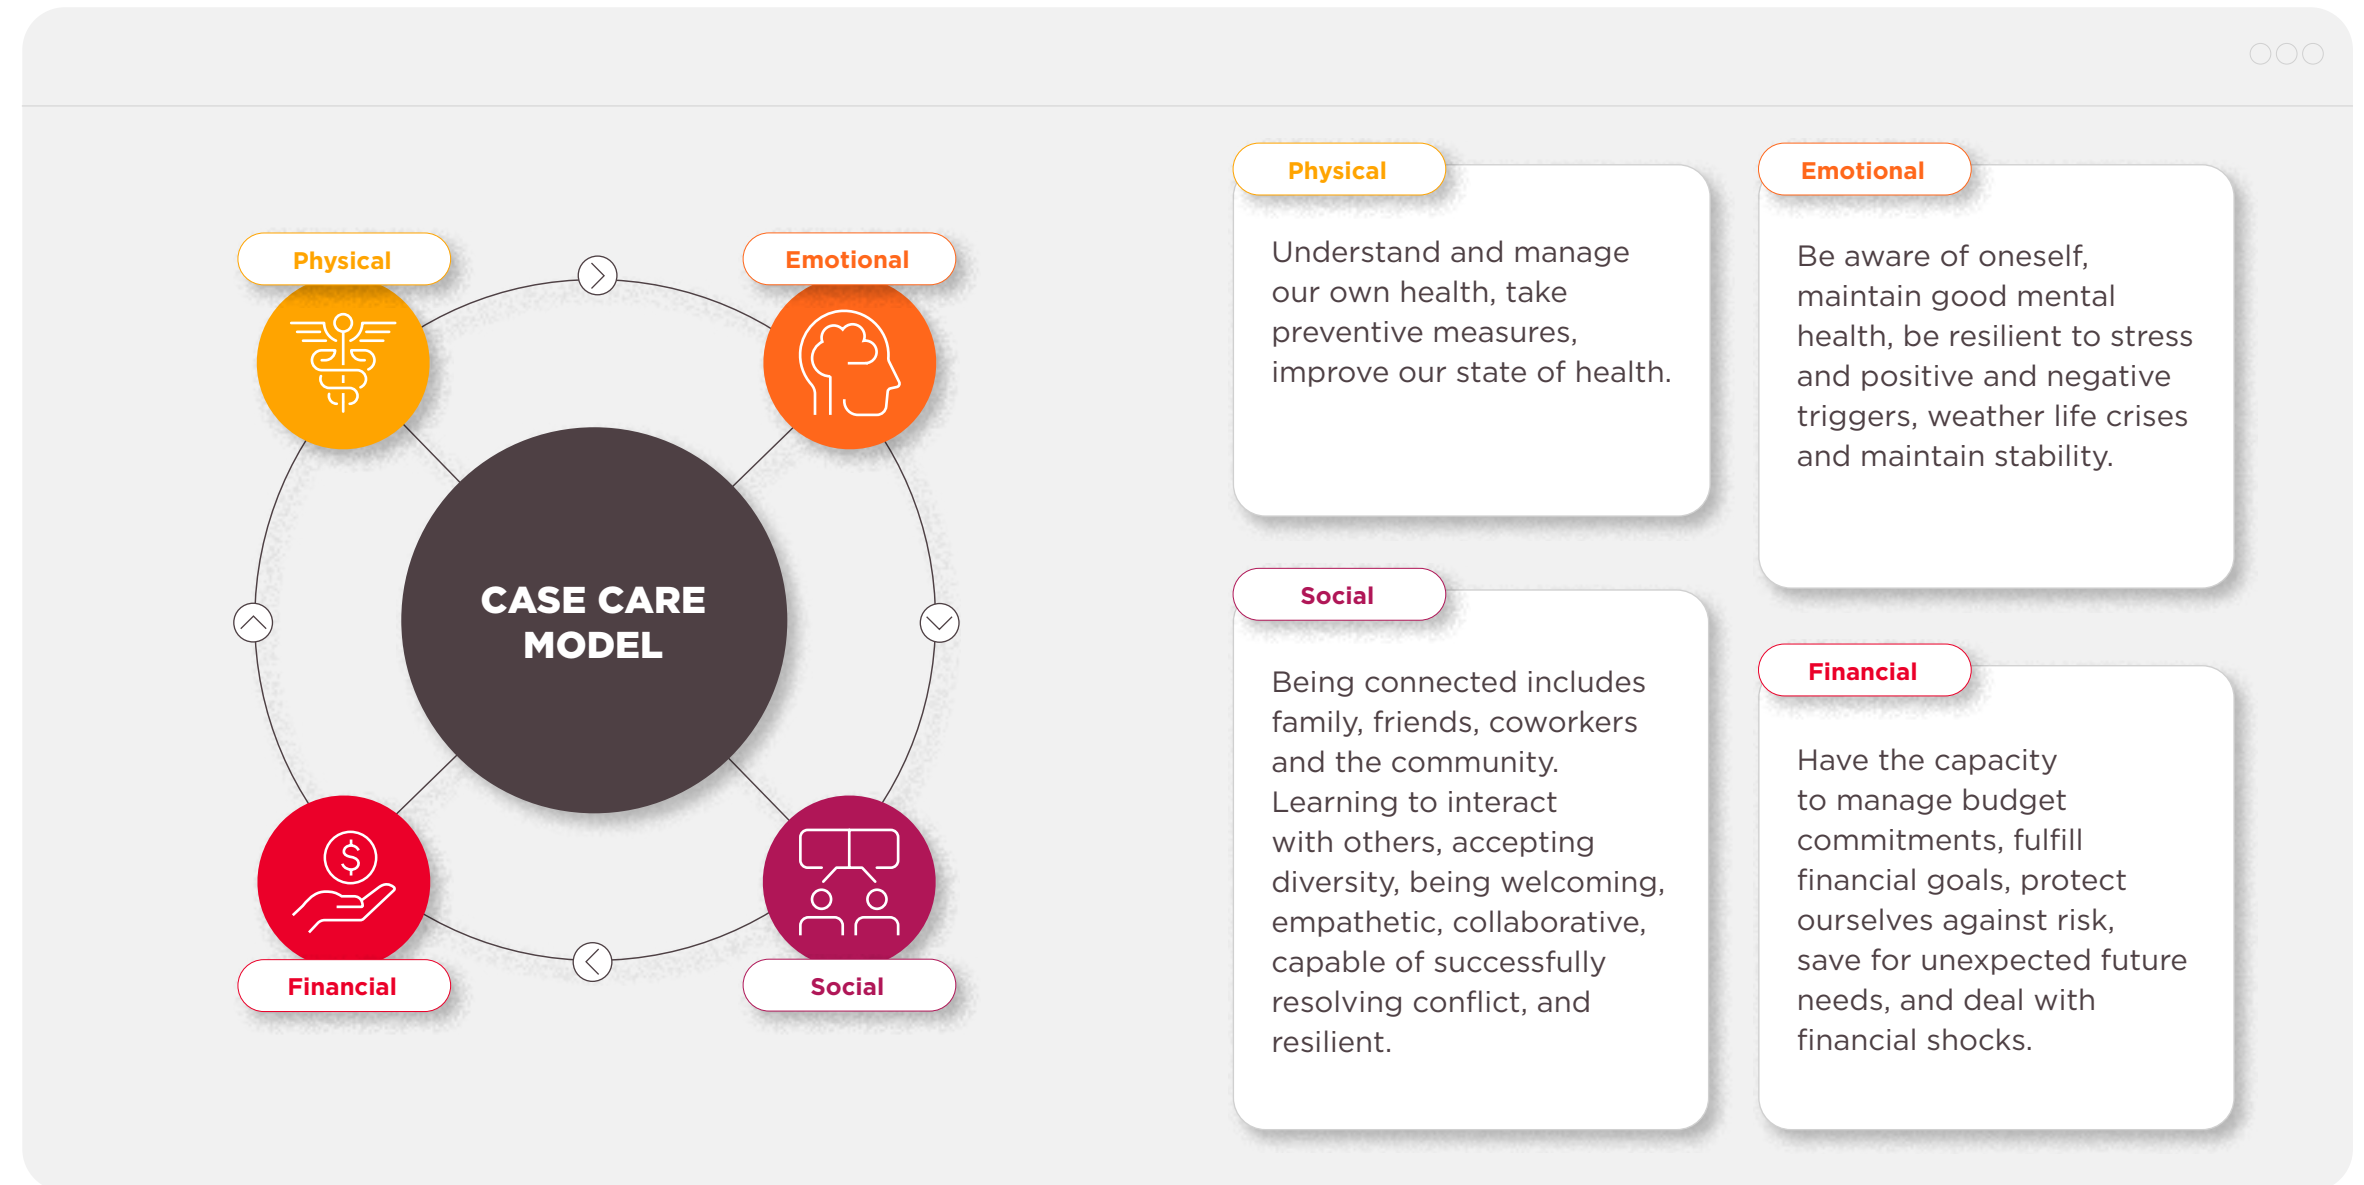 Physical
Emotional
CASE CARE
MODEL
Financial
Social
Physical
Understand and manage
our own health, take
preventive measures,
improve our state of health.
Emotional
Be aware of oneself,
maintain good mental
health, be resilient to stress
and positive and negative
triggers, weather life crises
and maintain stability.
Social
Being connected includes
family, friends, coworkers
and the community.
Learning to interact
with others, accepting
diversity, being welcoming,
empathetic, collaborative,
capable of successfully
resolving conflict, and
resilient.
Financial
Have the capacity
to manage budget
commitments, fulfill
financial goals, protect
ourselves against risk,
save for unexpected future
needs, and deal with
financial shocks.